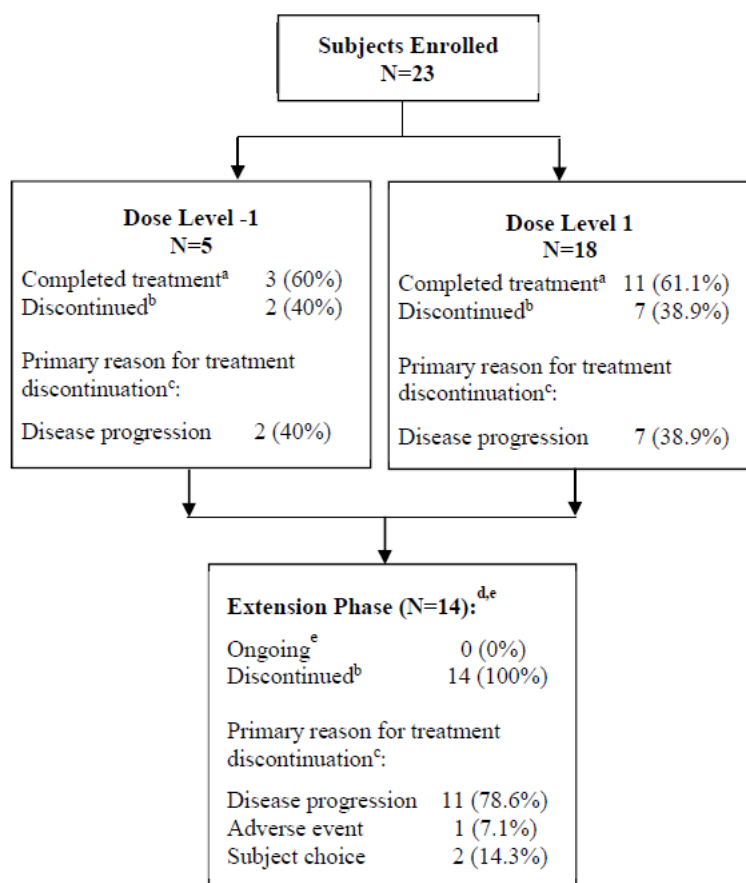 Subjects Enrolled
N=23
Dose Level -1
N=5
Completed treatmentᵃ 3 (60%)
Discontinuedᵇ 2 (40%)
Primary reason for treatment
discontinuationᶜ:
Disease progression 2 (40%)
Dose Level 1
N=18
Completed treatmentᵃ 11 (61.1%)
Discontinuedᵇ 7 (38.9%)
Primary reason for treatment
discontinuationᶜ:
Disease progression 7 (38.9%)
Extension Phase (N=14):ᵈ,ᵉ
Ongoingᵉ 0 (0%)
Discontinuedᵇ 14 (100%)
Primary reason for treatment
discontinuationᶜ:
Disease progression 11 (78.6%)
Adverse event 1 (7.1%)
Subject choice 2 (14.3%)